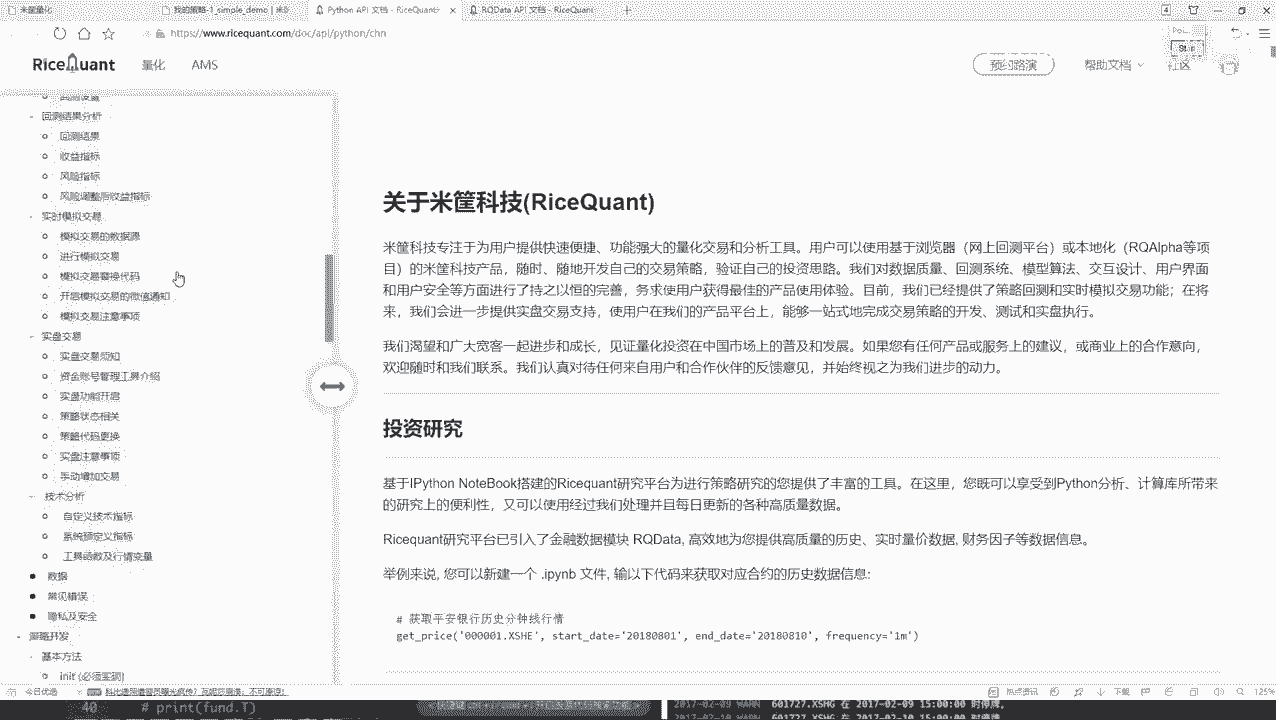 米筐量化
我的策略-1_simple_demo | 米筐
Python API 文档 - RiceQuant
RQData API 文档 - RiceQuant
4
https://www.ricequant.com/doc/api/python/chn
RiceQuant
量化
AMS
预约路演
帮助文档
社区
回测设置
回测结果分析
回测结果
收益指标
风险指标
风险调整后收益指标
实时模拟交易
模拟交易的数据源
进行模拟交易
模拟交易替换代码
开启模拟交易的微信通知
模拟交易注意事项
实盘交易
实盘交易须知
资金账号管理工具介绍
实盘功能开启
策略状态相关
策略代码更换
实盘注意事项
手动增加交易
技术分析
自定义技术指标
系统预定义指标
工具函数及行情变量
数据
常见错误
隐私及安全
策略开发
基本方法
init (必须实现)
关于米筐科技(RiceQuant)
米筐科技专注于为用户提供快速便捷、功能强大的量化交易和分析工具。用户可以使用基于浏览器（网上回测平台）或本地化（RQAlpha等项
目）的米筐科技产品，随时、随地开发自己的交易策略，验证自己的投资思路。我们对数据质量、回测系统、模型算法、交互设计、用户界面
和用户安全等方面进行了持之以恒的完善，务求使用户获得最佳的产品使用体验。目前，我们已经提供了策略回测和实时模拟交易功能；在将
来，我们会进一步提供实盘交易支持，使用户在我们的产品平台上，能够一站式地完成交易策略的开发、测试和实盘执行。
我们渴望和广大宽客一起进步和成长，见证量化投资在中国市场上的普及和发展。如果您有任何产品或服务上的建议，或商业上的合作意向，
欢迎随时和我们联系。我们认真对待任何来自用户和合作伙伴的反馈意见，并始终视之为我们进步的动力。
投资研究
基于IPython NoteBook搭建的Ricequant研究平台为进行策略研究的您提供了丰富的工具。在这里，您既可以享受到Python分析、计算库所带来
的研究上的便利性，又可以使用经过我们处理并且每日更新的各种高质量数据。
Ricequant研究平台已引入了金融数据模块 RQData, 高效地为您提供高质量的历史、实时量价数据, 财务因子等数据信息。
举例来说, 您可以新建一个 .ipynb 文件, 输以下代码来获取对应合约的历史数据信息:
# 获取平安银行历史分钟线行情
get_price('000001.XSHE', start_date='20180801', end_date='20180810', frequency='1m')
今日优选
热点资讯
下载
125%
40 # print(fund.T)
2017-02-09 WARN 601727.XSHG 在 2017-02-09 15:00:00 时停牌。